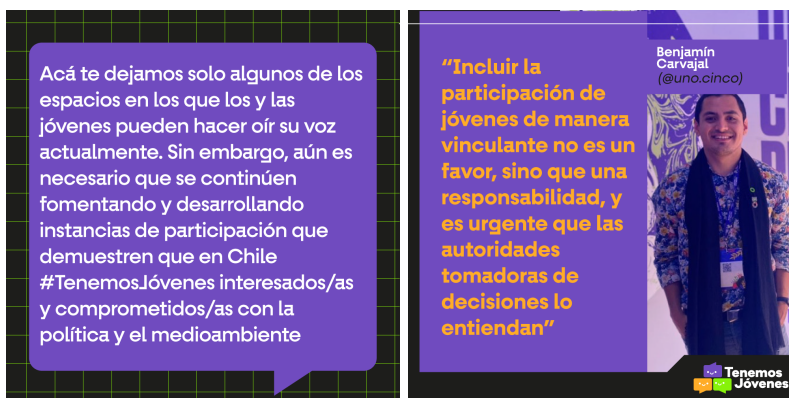 Acá te dejamos solo algunos de los
espacios en los que los y las
jóvenes pueden hacer oír su voz
actualmente. Sin embargo, aún es
necesario que se continúen
fomentando y desarrollando
instancias de participación que
demuestren que en Chile
#TenemosJóvenes interesados/as
y comprometidos/as con la
política y el medioambiente
“Incluir la
participación de
jóvenes de manera
vinculante no es un
favor, sino que una
responsabilidad, y
es urgente que las
autoridades
tomadoras de
decisiones lo
entiendan”
Benjamín
Carvajal
(@uno.cinco)
Tenemos
Jóvenes